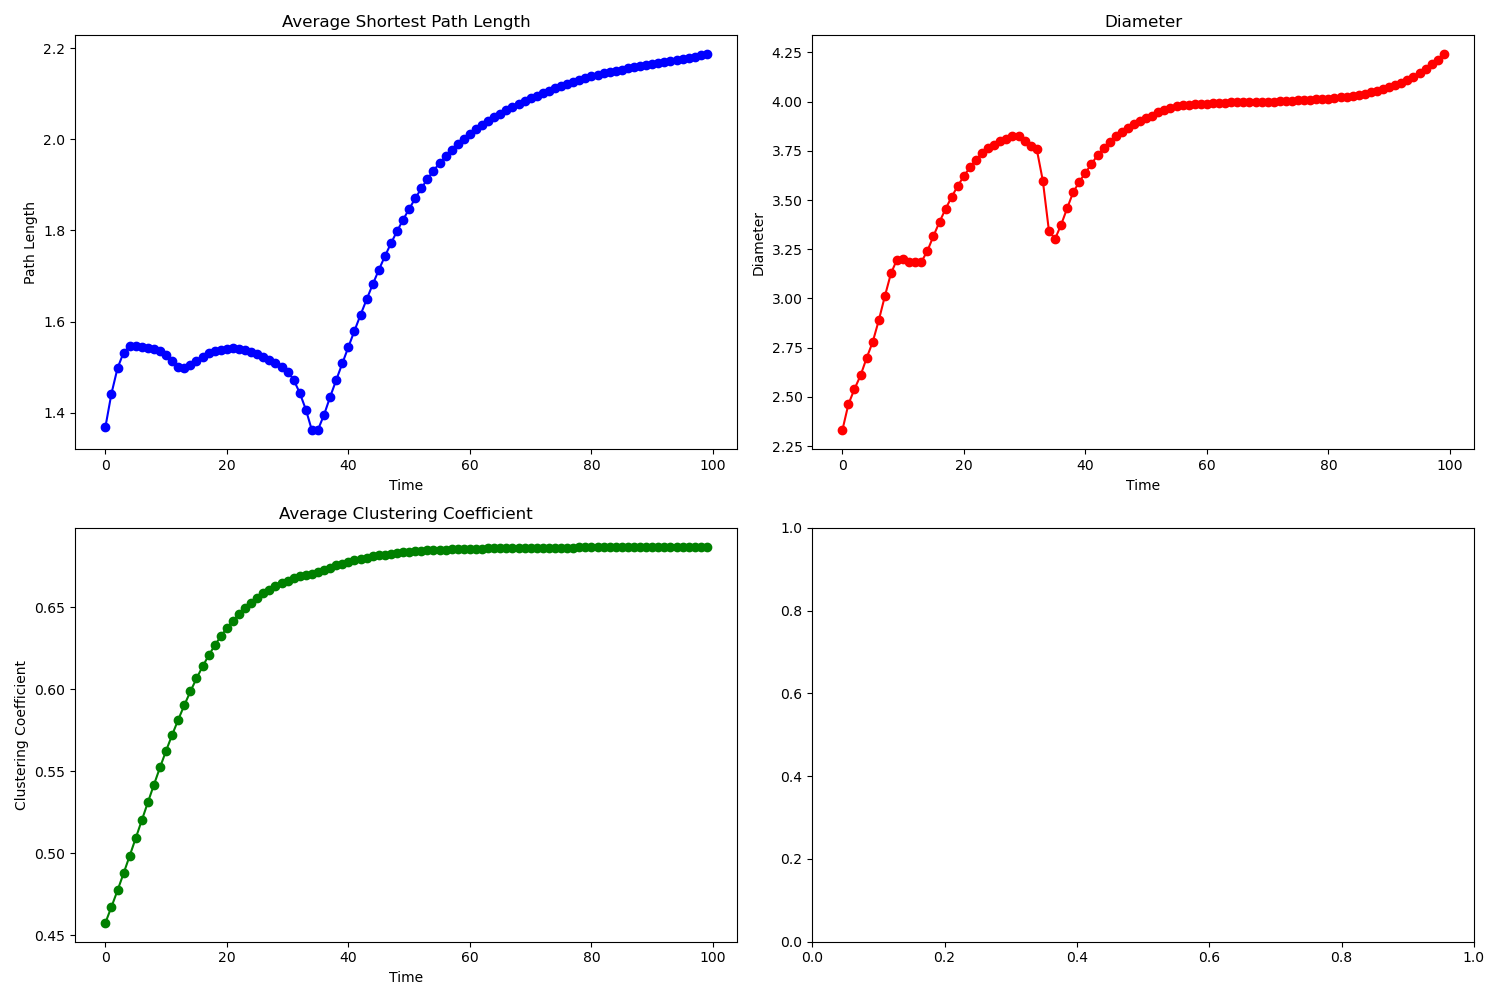 Average Shortest Path Length
Path Length
2.2
2.0
1.8
1.6
1.4
0 20 40 60 80 100
Time
Diameter
Diameter
4.25
4.00
3.75
3.50
3.25
3.00
2.75
2.50
2.25
0 20 40 60 80 100
Time
Average Clustering Coefficient
Clustering Coefficient
0.65
0.60
0.55
0.50
0.45
0 20 40 60 80 100
Time
1.0
0.8
0.6
0.4
0.2
0.0
0.0 0.2 0.4 0.6 0.8 1.0